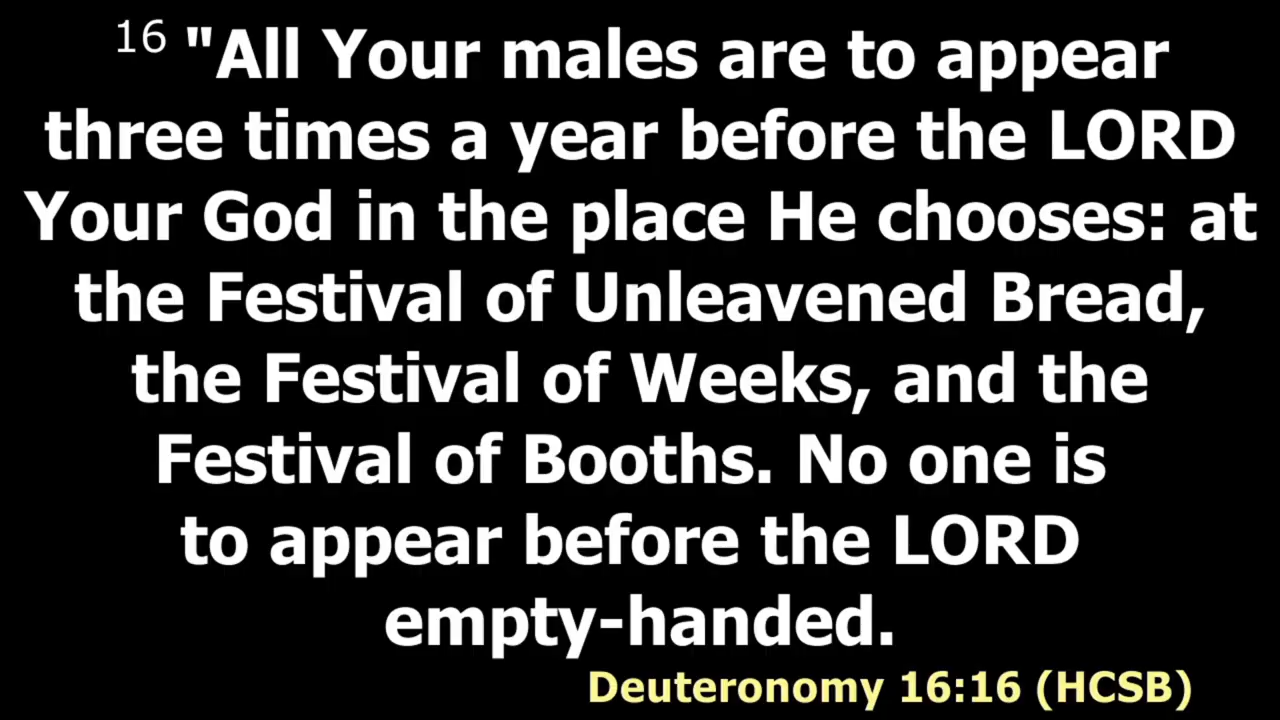 16 "All Your males are to appear
three times a year before the LORD
Your God in the place He chooses: at
the Festival of Unleavened Bread,
the Festival of Weeks, and the
Festival of Booths. No one is
to appear before the LORD
empty-handed.
Deuteronomy 16:16 (HCSB)